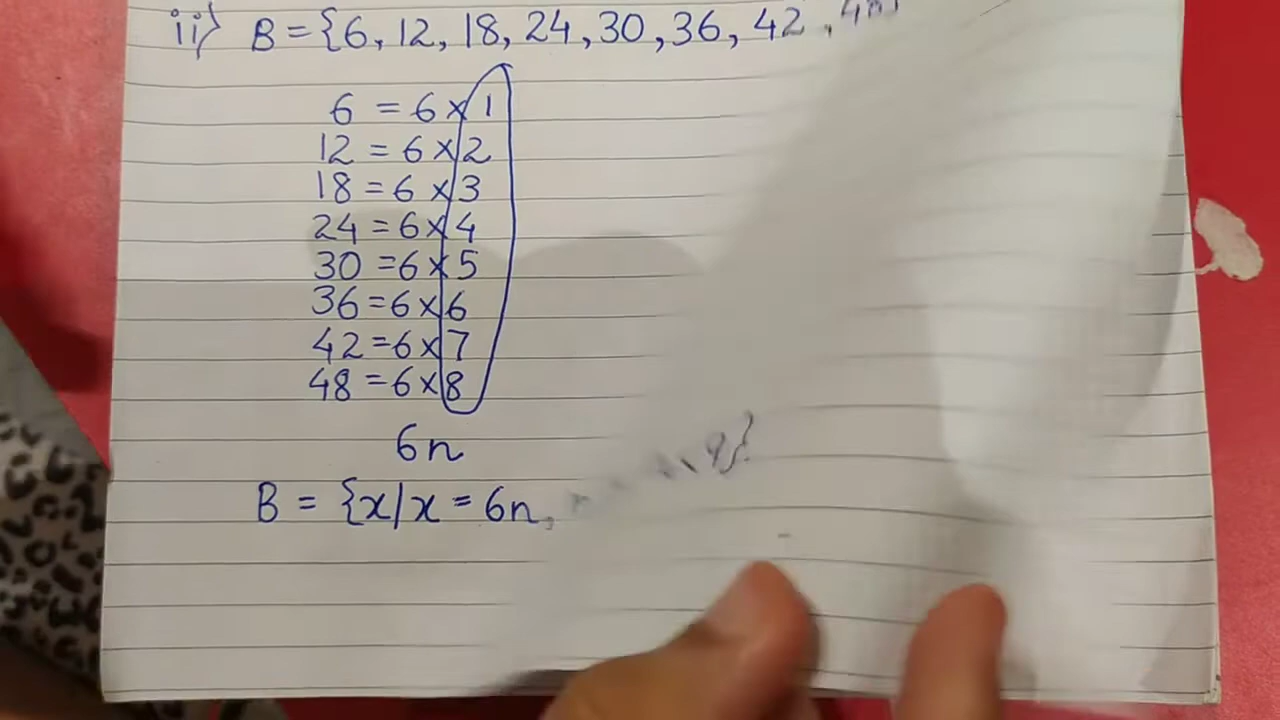 ii} B = {6, 12, 18, 24, 30, 36, 42,
6 = 6 × 1
12 = 6 × 2
18 = 6 × 3
24 = 6 × 4
30 = 6 × 5
36 = 6 × 6
42 = 6 × 7
48 = 6 × 8
6n
B = {x/x = 6n,